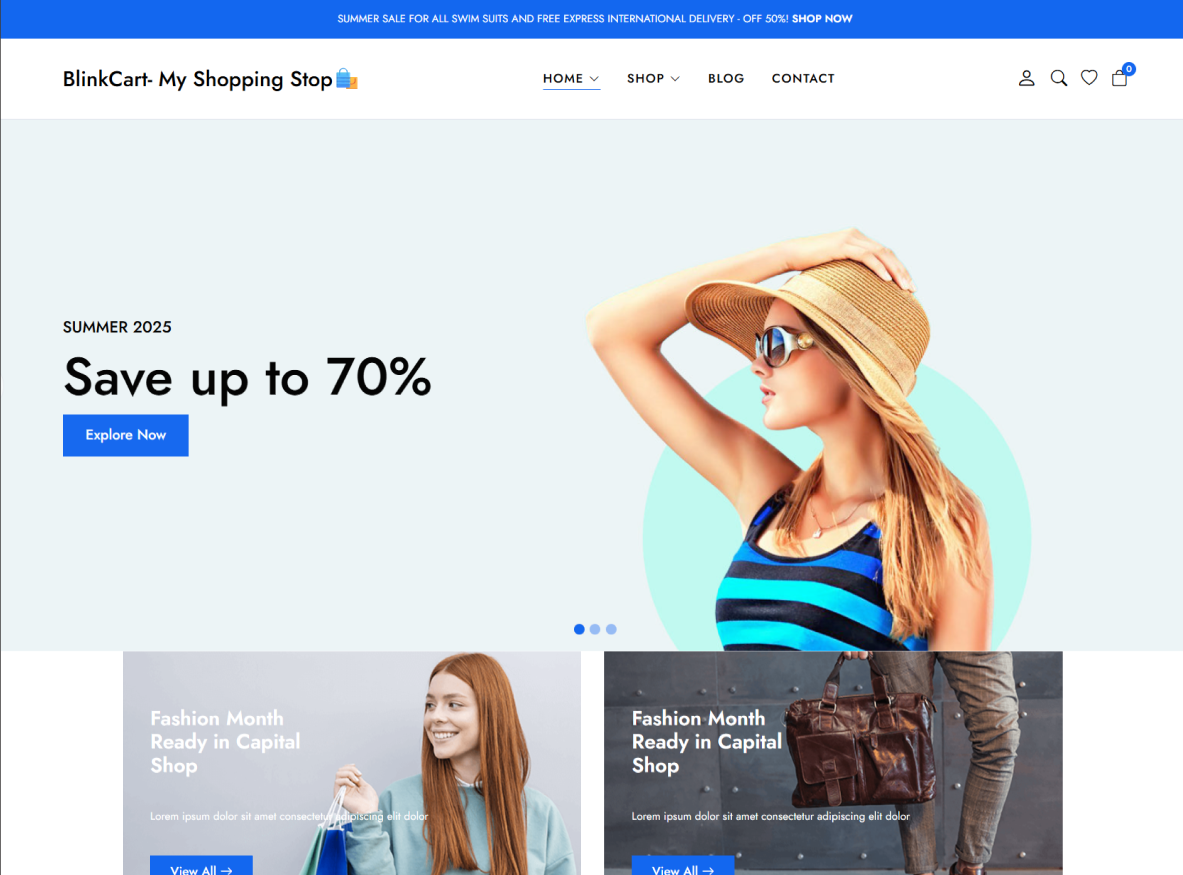 SUMMER SALE FOR ALL SWIM SUITS AND FREE EXPRESS INTERNATIONAL DELIVERY - OFF 50%! SHOP NOW
BlinkCart- My Shopping Stop🛍️
HOME SHOP BLOG CONTACT
0
SUMMER 2025
Save up to 70%
Explore Now
Fashion Month
Ready in Capital
Shop
Lorem ipsum dolor sit amet consectetur adipiscing elit dolor
View All →
Fashion Month
Ready in Capital
Shop
Lorem ipsum dolor sit amet consectetur adipiscing elit dolor
View All →